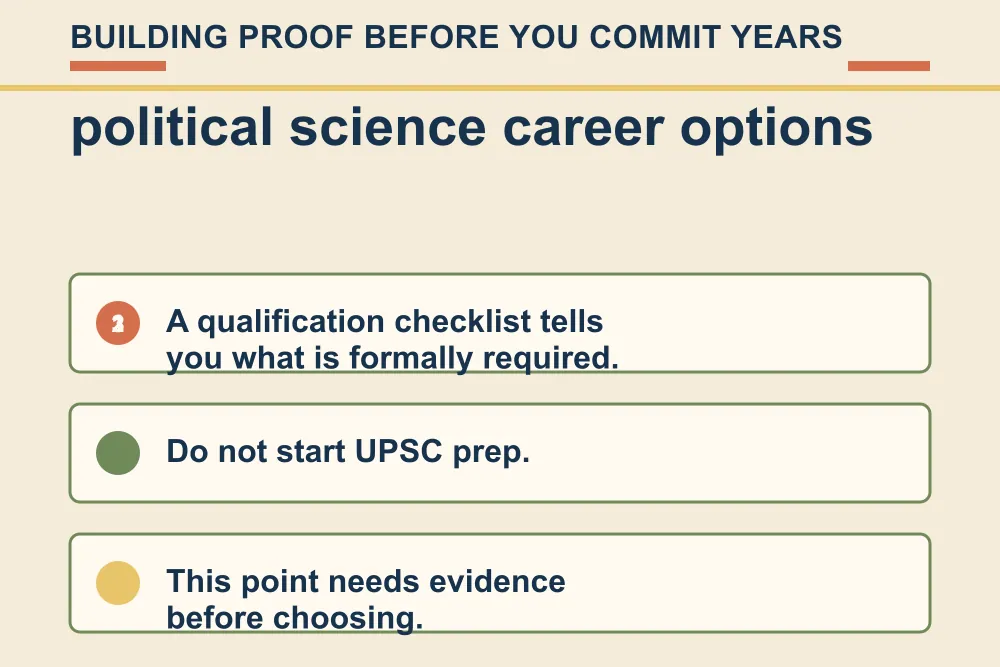 BUILDING PROOF BEFORE YOU COMMIT YEARS
political science career options
A qualification checklist tells
you what is formally required.
Do not start UPSC prep.
This point needs evidence
before choosing.